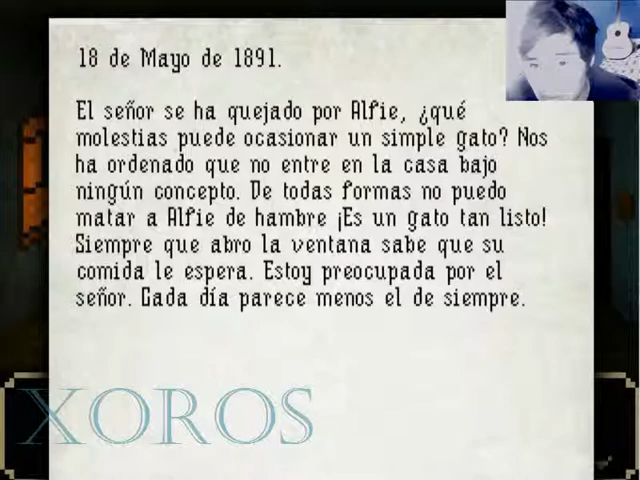 18 de Mayo de 1891.
El señor se ha quejado por Alfie, ¿qué
molestias puede ocasionar un simple gato? Nos
ha ordenado que no entre en la casa bajo
ningún concepto. De todas formas no puedo
matar a Alfie de hambre ¡Es un gato tan listo!
Siempre que abro la ventana sabe que su
comida le espera. Estoy preocupada por el
señor. Cada día parece menos el de siempre.
XOROS